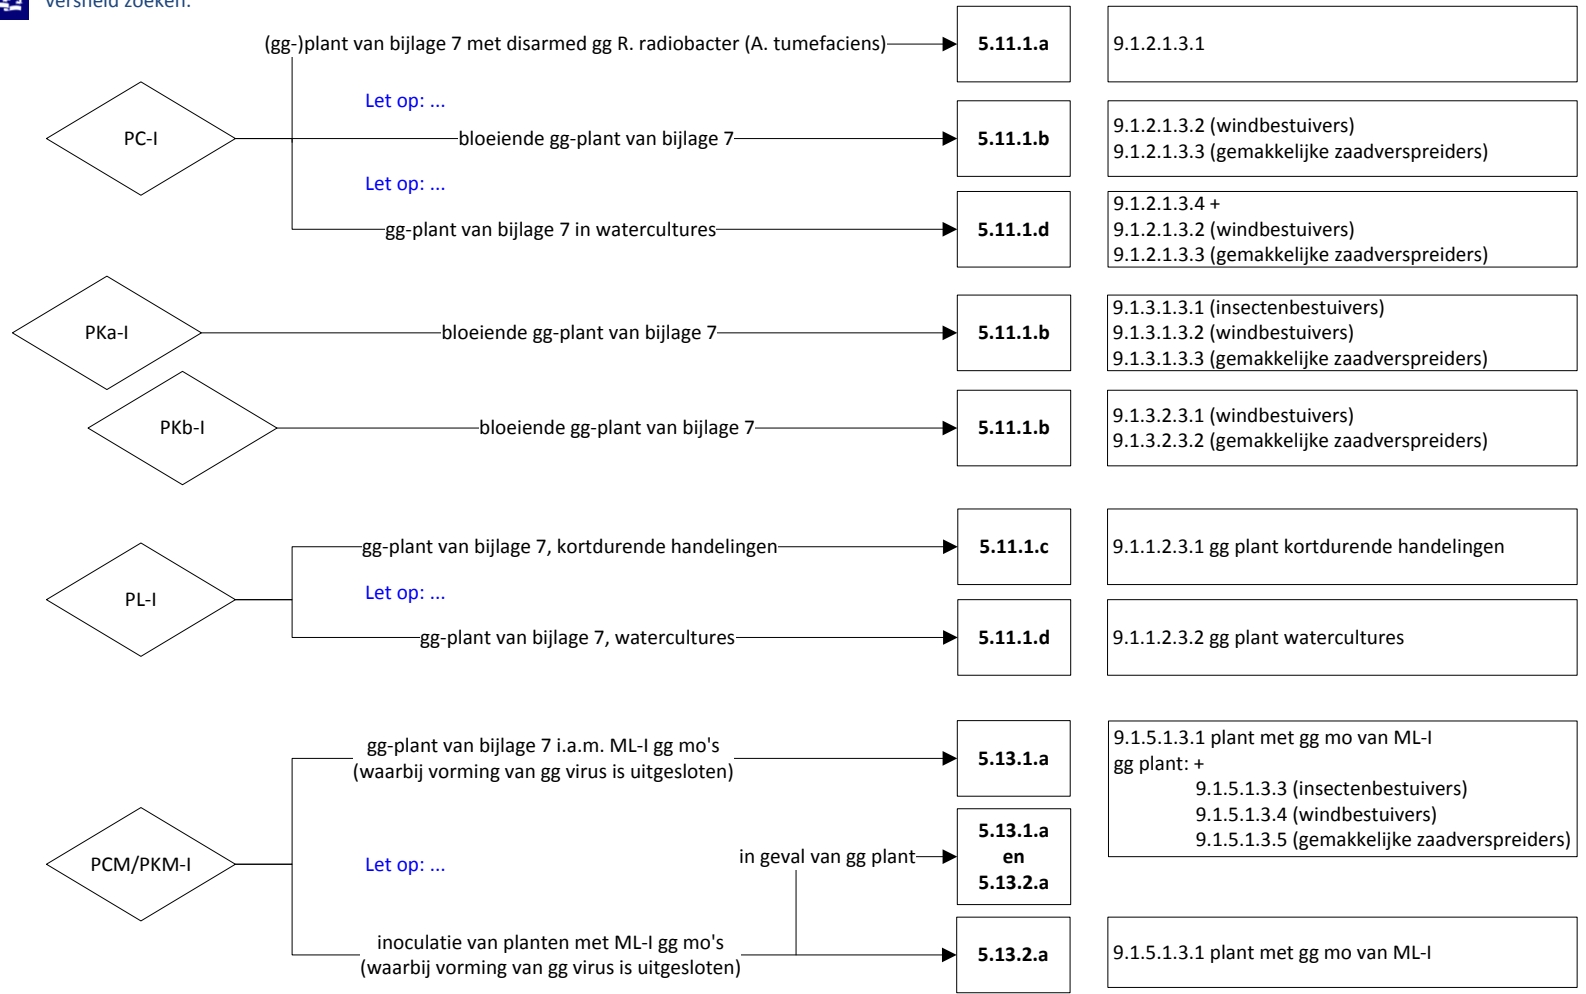 versneld zoeken:
(gg-)plant van bijlage 7 met disarmed gg R. radiobacter (A. tumefaciens)
5.11.1.a
9.1.2.1.3.1
Let op: ...
PC-I
bloeiende gg-plant van bijlage 7
5.11.1.b
9.1.2.1.3.2 (windbestuivers)
9.1.2.1.3.3 (gemakkelijke zaadverspreiders)
Let op: ...
gg-plant van bijlage 7 in watercultures
5.11.1.d
9.1.2.1.3.4 +
9.1.2.1.3.2 (windbestuivers)
9.1.2.1.3.3 (gemakkelijke zaadverspreiders)
PKa-I
bloeiende gg-plant van bijlage 7
5.11.1.b
9.1.3.1.3.1 (insectenbestuivers)
9.1.3.1.3.2 (windbestuivers)
9.1.3.1.3.3 (gemakkelijke zaadverspreiders)
PKb-I
bloeiende gg-plant van bijlage 7
5.11.1.b
9.1.3.2.3.1 (windbestuivers)
9.1.3.2.3.2 (gemakkelijke zaadverspreiders)
gg-plant van bijlage 7, kortdurende handelingen
5.11.1.c
9.1.1.2.3.1 gg plant kortdurende handelingen
PL-I
Let op: ...
gg-plant van bijlage 7, watercultures
5.11.1.d
9.1.1.2.3.2 gg plant watercultures
gg-plant van bijlage 7 i.a.m. ML-I gg mo's
(waarbij vorming van gg virus is uitgesloten)
5.13.1.a
9.1.5.1.3.1 plant met gg mo van ML-I
gg plant: +
9.1.5.1.3.3 (insectenbestuivers)
9.1.5.1.3.4 (windbestuivers)
9.1.5.1.3.5 (gemakkelijke zaadverspreiders)
PCM/PKM-I
Let op: ...
in geval van gg plant
5.13.1.a
en
5.13.2.a
inoculatie van planten met ML-I gg mo's
(waarbij vorming van gg virus is uitgesloten)
5.13.2.a
9.1.5.1.3.1 plant met gg mo van ML-I